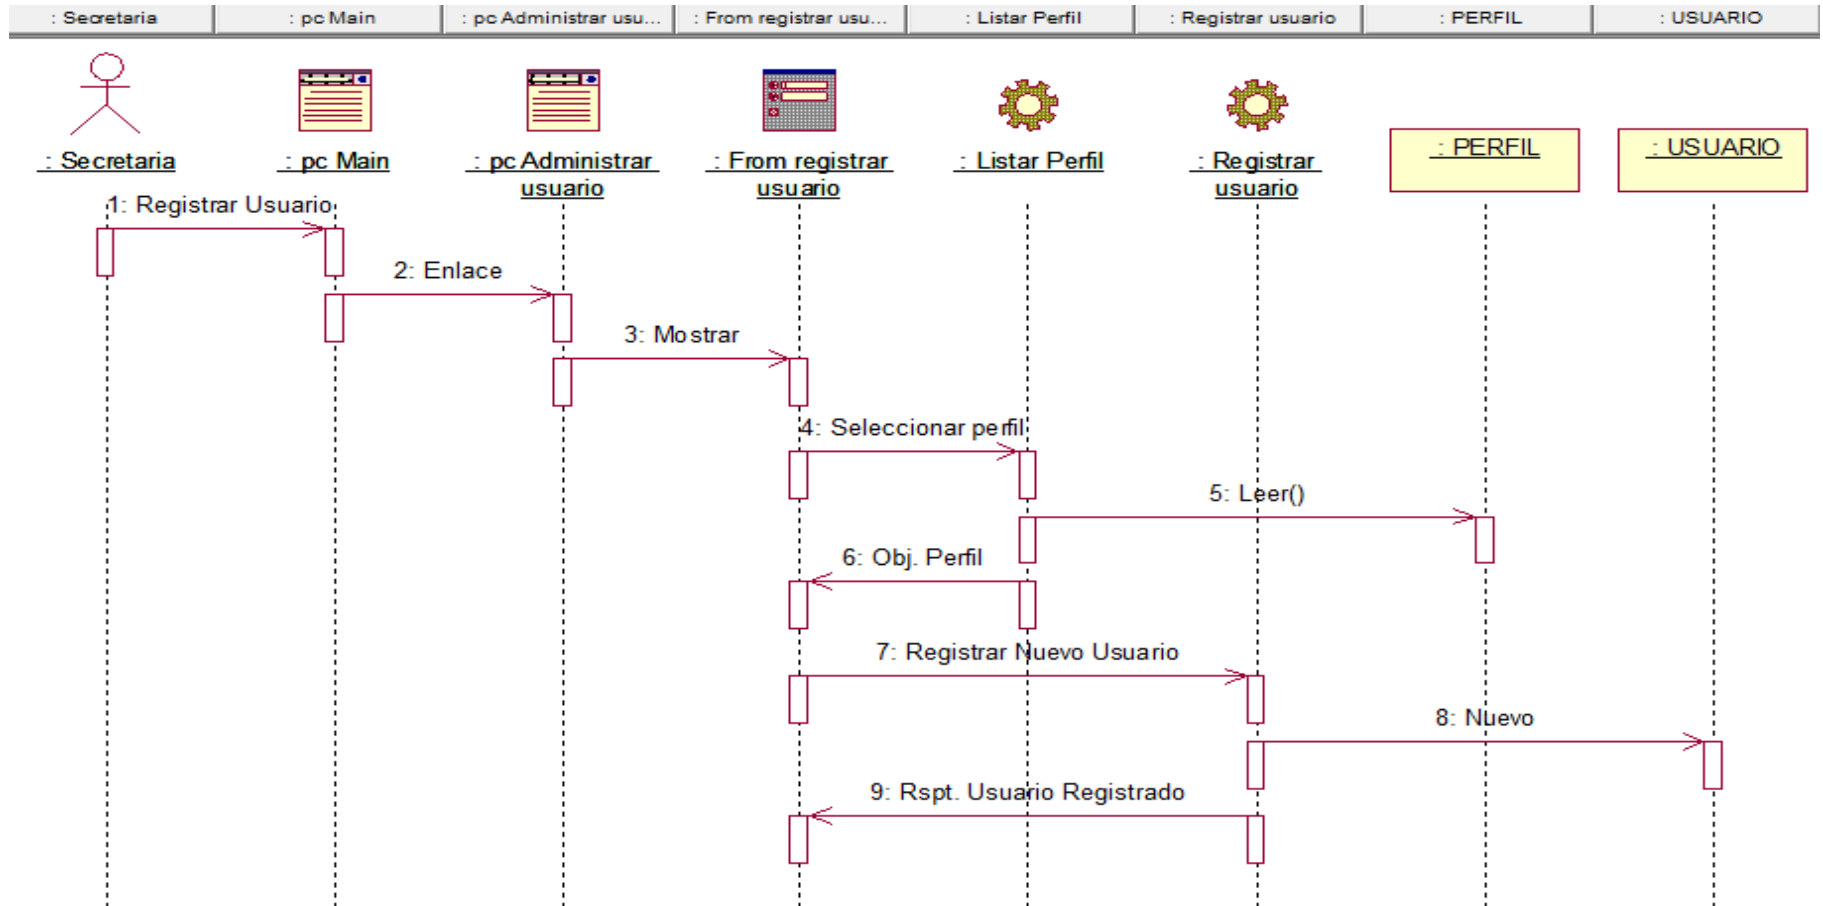 : Secretaria
: pc Main
: pc Administrar usu...
: From registrar usu...
: Listar Perfil
: Registrar usuario
: PERFIL
: USUARIO
: Secretaria
: pc Main
: pc Administrar
usuario
: From registrar
usuario
: Listar Perfil
: Registrar
usuario
: PERFIL
: USUARIO
1: Registrar Usuario
2: Enlace
3: Mostrar
4: Seleccionar perfil
5: Leer()
6: Obj. Perfil
7: Registrar Nuevo Usuario
8: Nuevo
9: Rspt. Usuario Registrado